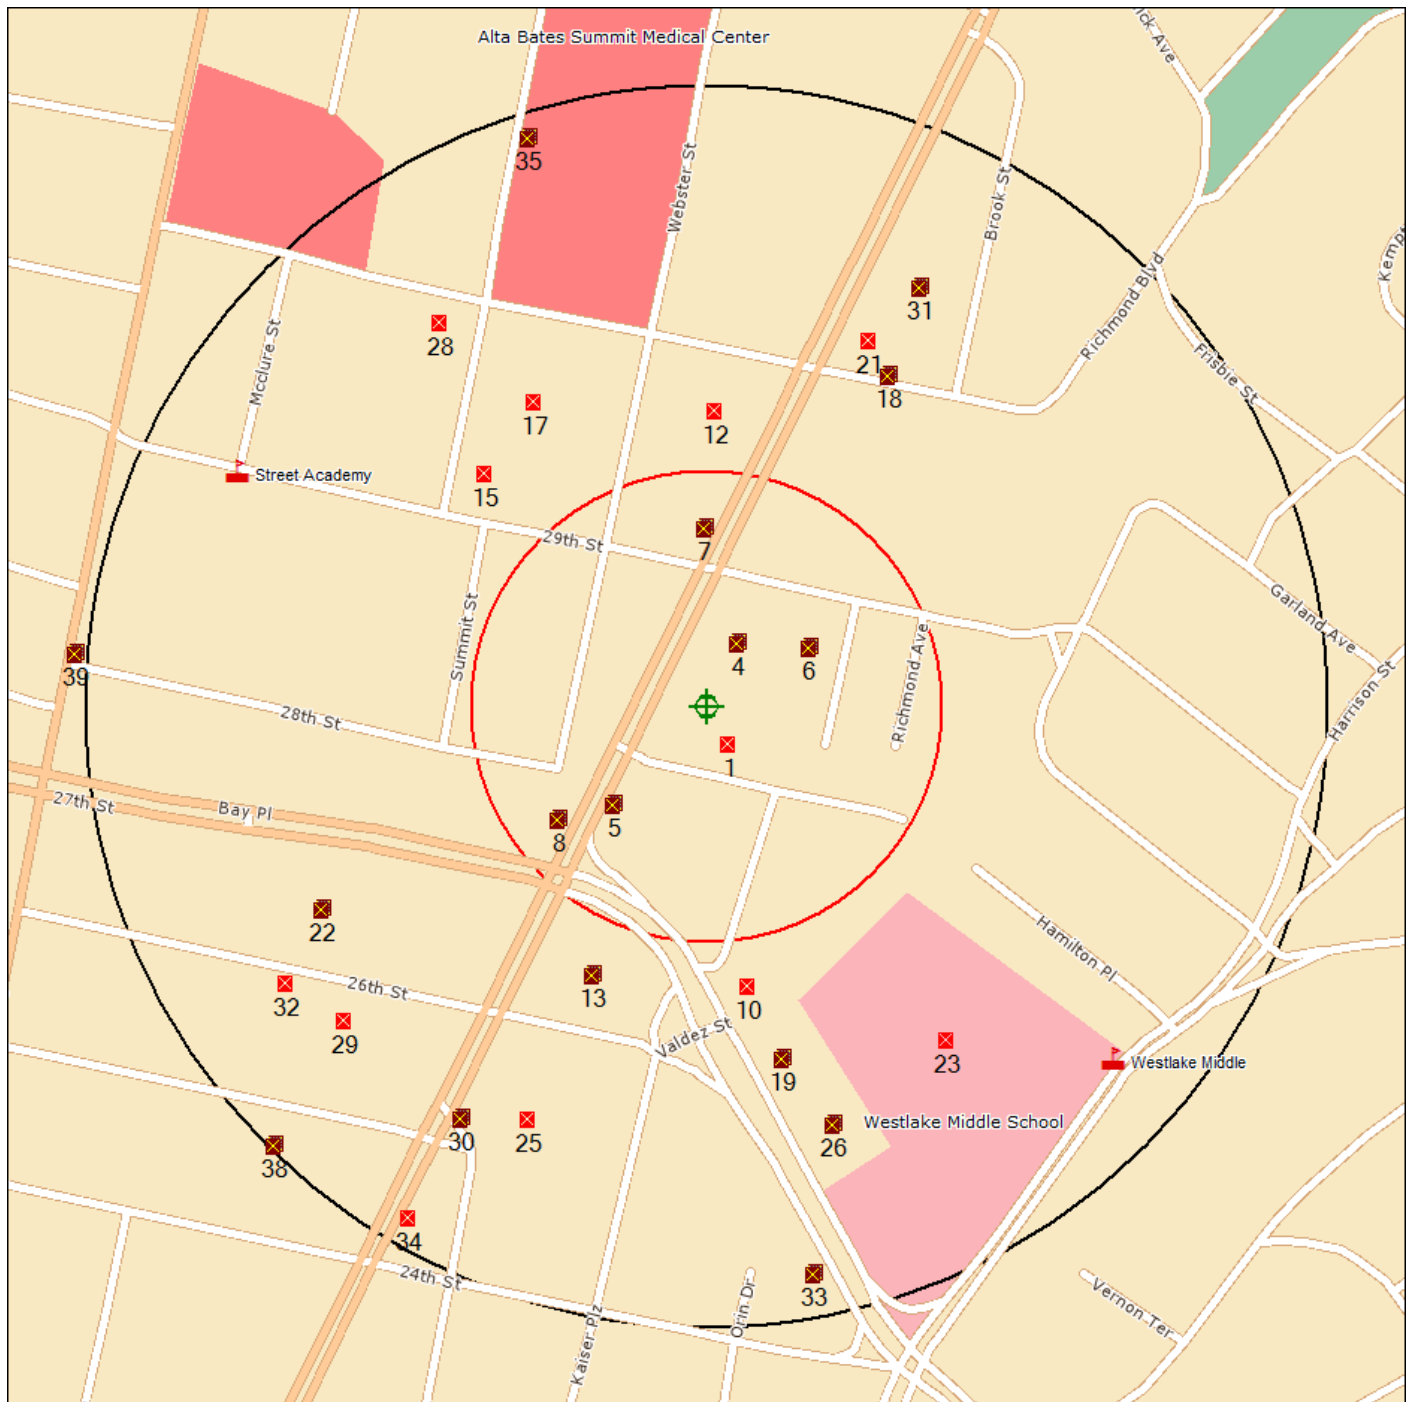 Alta Bates Summit Medical Center
ick Ave
35
Webster St
Brook St
Kemp
31
Richmond Blvd
28
Mcclure St
21
Frisbie St
18
17
12
Street Academy
15
29th St
7
Garland Ave
Summit St
4
6
Richmond Ave
39
Harrison St
28th St
1
27th St
Bay Pl
5
8
22
Hamilton Pl
26th St
13
32
10
29
Valdez St
23
Westlake Middle
19
Westlake Middle School
30
25
26
38
34
24th St
33
Orin Dr
Vernon Ter
Kaiser Plz